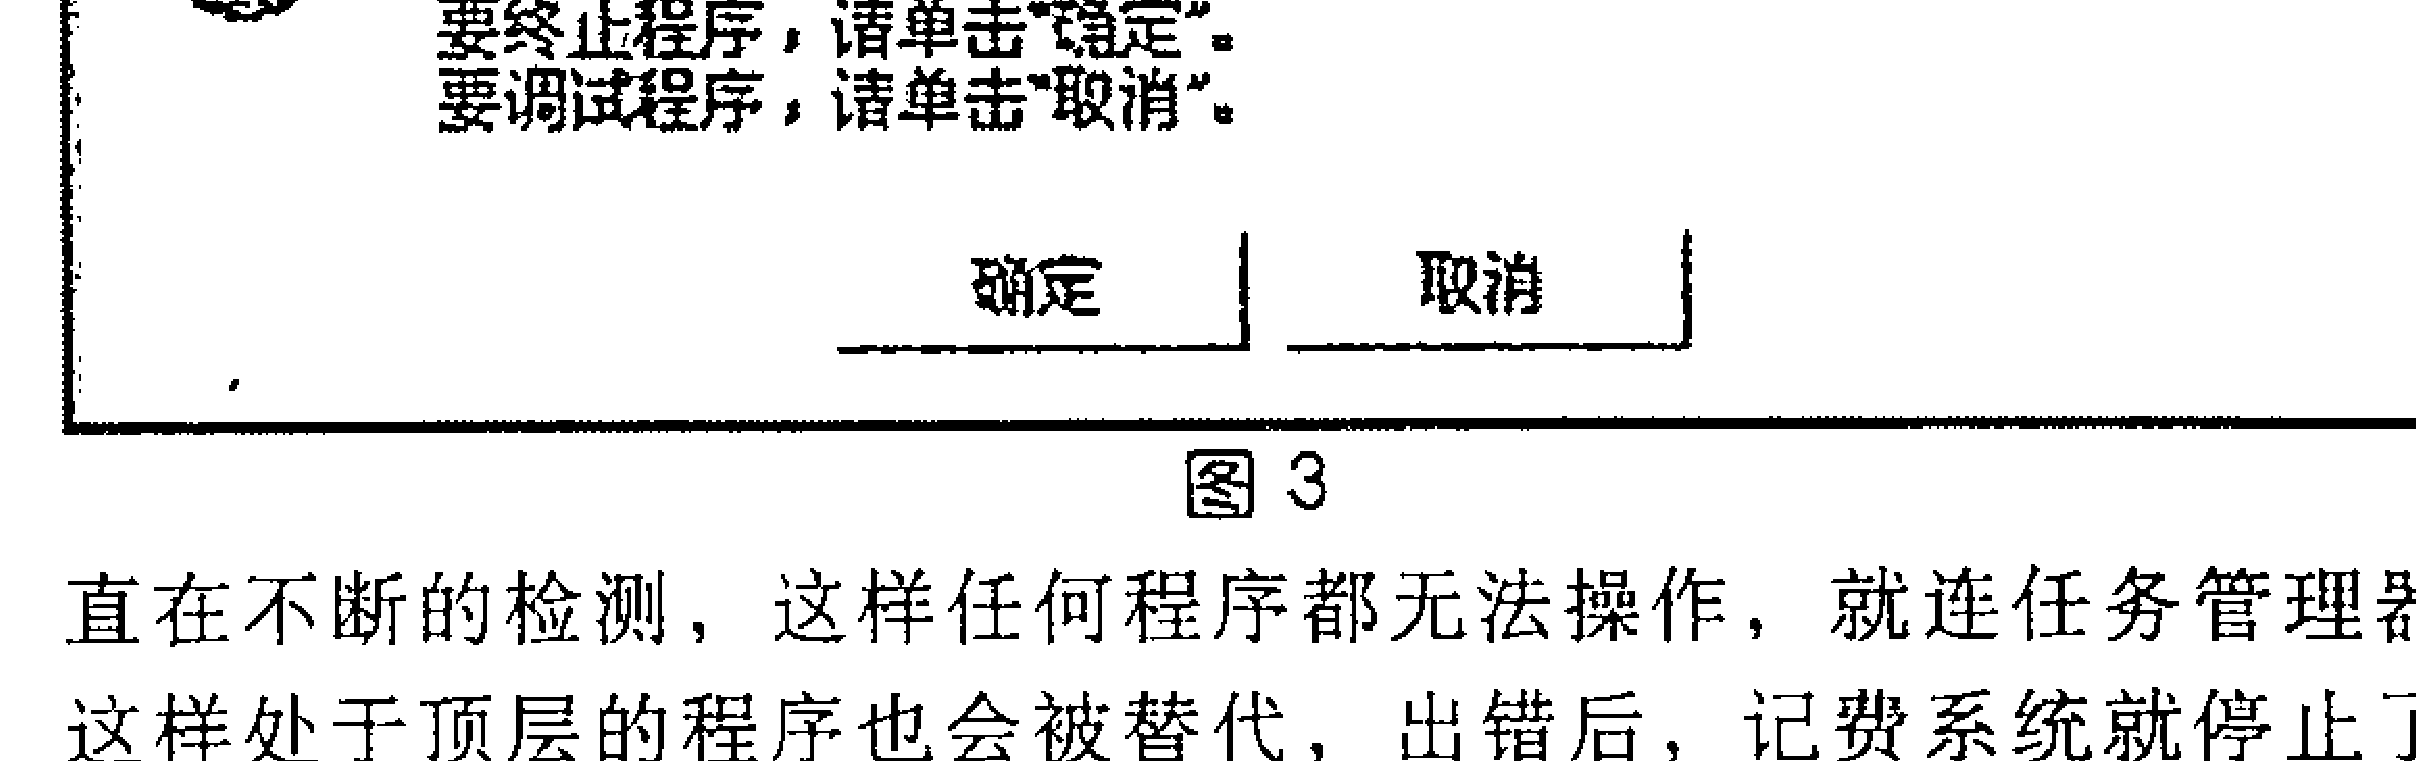 要终止程序，请单击“确定”。
要调试程序，请单击“取消”。
确定 取消
图 3
直在不断的检测，这样任何程序都无法操作，就连任务管理器
这样处于顶层的程序也会被替代，出错后，记费系统就停止了